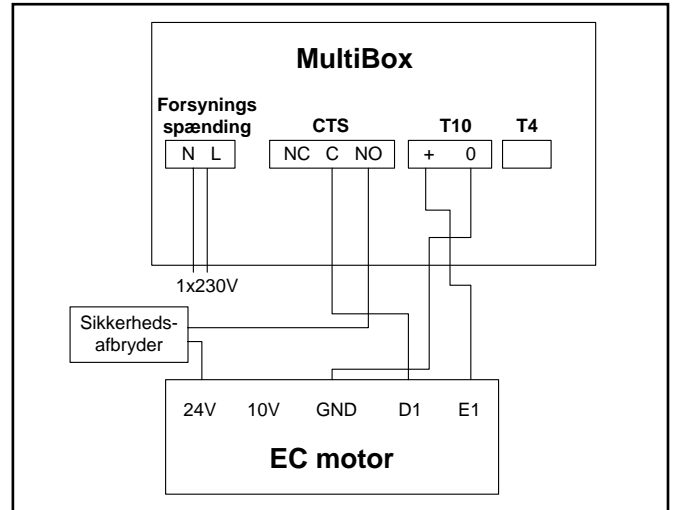 MultiBox
Forsynings
spænding
CTS
T10
T4
N L
NC C NO
+ 0
1x230V
Sikkerheds-
afbryder
24V 10V GND D1 E1
EC motor